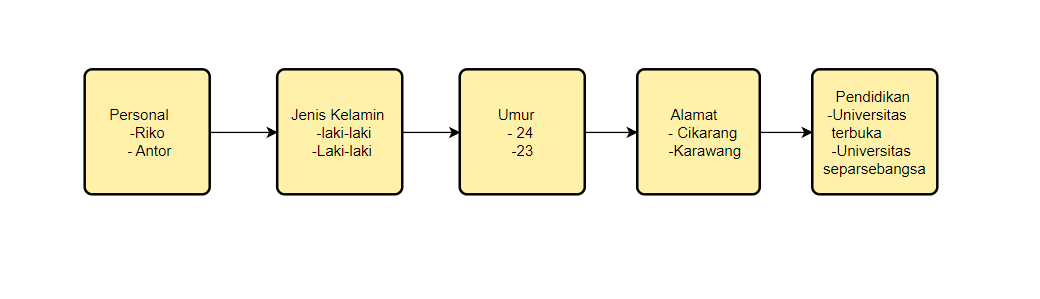 Personal
-Riko
- Antor
Jenis Kelamin
-laki-laki
-Laki-laki
Umur
- 24
-23
Alamat
- Cikarang
-Karawang
Pendidikan
-Universitas
terbuka
-Universitas
separsebangsa